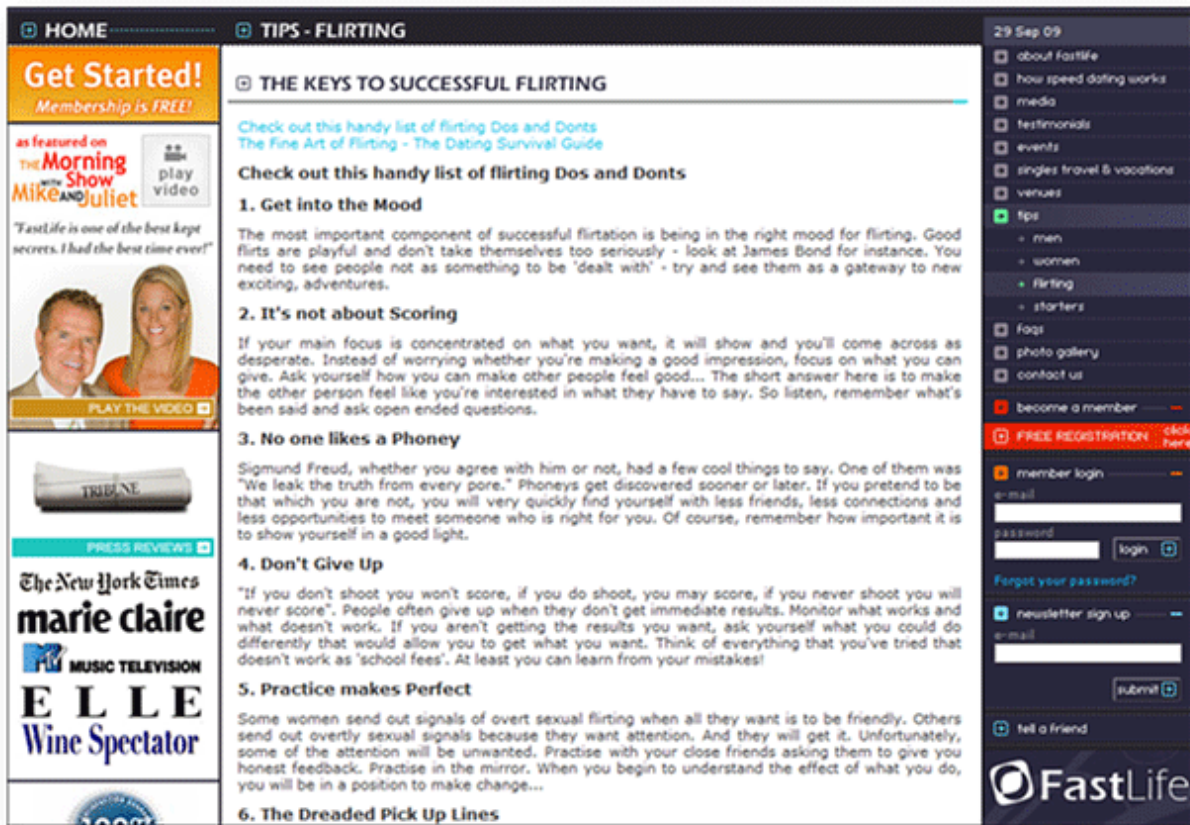 HOME
TIPS - FLIRTING
Get Started!
Membership is FREE!
as featured on
THE Morning
Show
WITH
Mike AND Juliet
play
video
"FastLife is one of the best kept
secrets. I had the best time ever!"
PLAY THE VIDEO
TRIBUNE
PRESS REVIEWS
The New York Times
marie claire
MTV MUSIC TELEVISION
ELLE
Wine Spectator
100%
THE KEYS TO SUCCESSFUL FLIRTING
Check out this handy list of flirting Dos and Donts
The Fine Art of Flirting - The Dating Survival Guide
Check out this handy list of flirting Dos and Donts
1. Get into the Mood
The most important component of successful flirtation is being in the right mood for flirting. Good
flirts are playful and don't take themselves too seriously - look at James Bond for instance. You
need to see people not as something to be 'dealt with' - try and see them as a gateway to new
exciting, adventures.
2. It's not about Scoring
If your main focus is concentrated on what you want, it will show and you'll come across as
desperate. Instead of worrying whether you're making a good impression, focus on what you can
give. Ask yourself how you can make other people feel good... The short answer here is to make
the other person feel like you're interested in what they have to say. So listen, remember what's
been said and ask open ended questions.
3. No one likes a Phoney
Sigmund Freud, whether you agree with him or not, had a few cool things to say. One of them was
"We leak the truth from every pore." Phoneys get discovered sooner or later. If you pretend to be
that which you are not, you will very quickly find yourself with less friends, less connections and
less opportunities to meet someone who is right for you. Of course, remember how important it is
to show yourself in a good light.
4. Don't Give Up
"If you don't shoot you won't score, if you do shoot, you may score, if you never shoot you will
never score". People often give up when they don't get immediate results. Monitor what works and
what doesn't work. If you aren't getting the results you want, ask yourself what you could do
differently that would allow you to get what you want. Think of everything that you've tried that
doesn't work as 'school fees'. At least you can learn from your mistakes!
5. Practice makes Perfect
Some women send out signals of overt sexual flirting when all they want is to be friendly. Others
send out overtly sexual signals because they want attention. And they will get it. Unfortunately,
some of the attention will be unwanted. Practise with your close friends asking them to give you
honest feedback. Practise in the mirror. When you begin to understand the effect of what you do,
you will be in a position to make change...
6. The Dreaded Pick Up Lines
29 Sep 09
about fastlife
how speed dating works
media
testimonials
events
singles travel & vacations
venues
tips
men
women
flirting
starters
faqs
photo gallery
contact us
become a member
FREE REGISTRATION click
here
member login
e-mail
password
login
Forgot your password?
newsletter sign up
e-mail
submit
tell a friend
FastLife